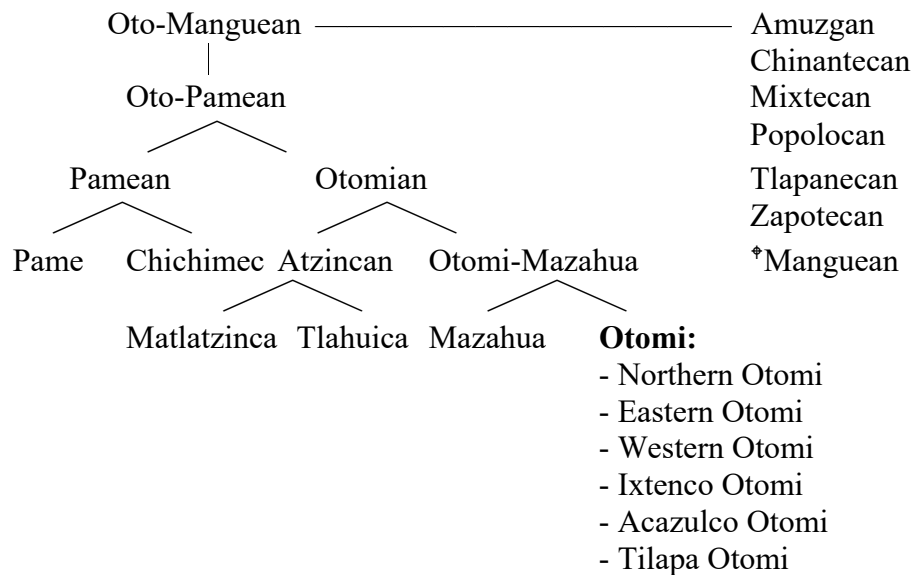 Oto-Manguean Amuzgan
Chinantecan
Oto-Pamean Mixtecan
Popolocan
Pamean Otomian Tlapanecan
Zapotecan
Pame Chichimec Atzincan Otomi-Mazahua ⸸Manguean
Matlatzinca Tlahuica Mazahua Otomi:
- Northern Otomi
- Eastern Otomi
- Western Otomi
- Ixtenco Otomi
- Acazulco Otomi
- Tilapa Otomi